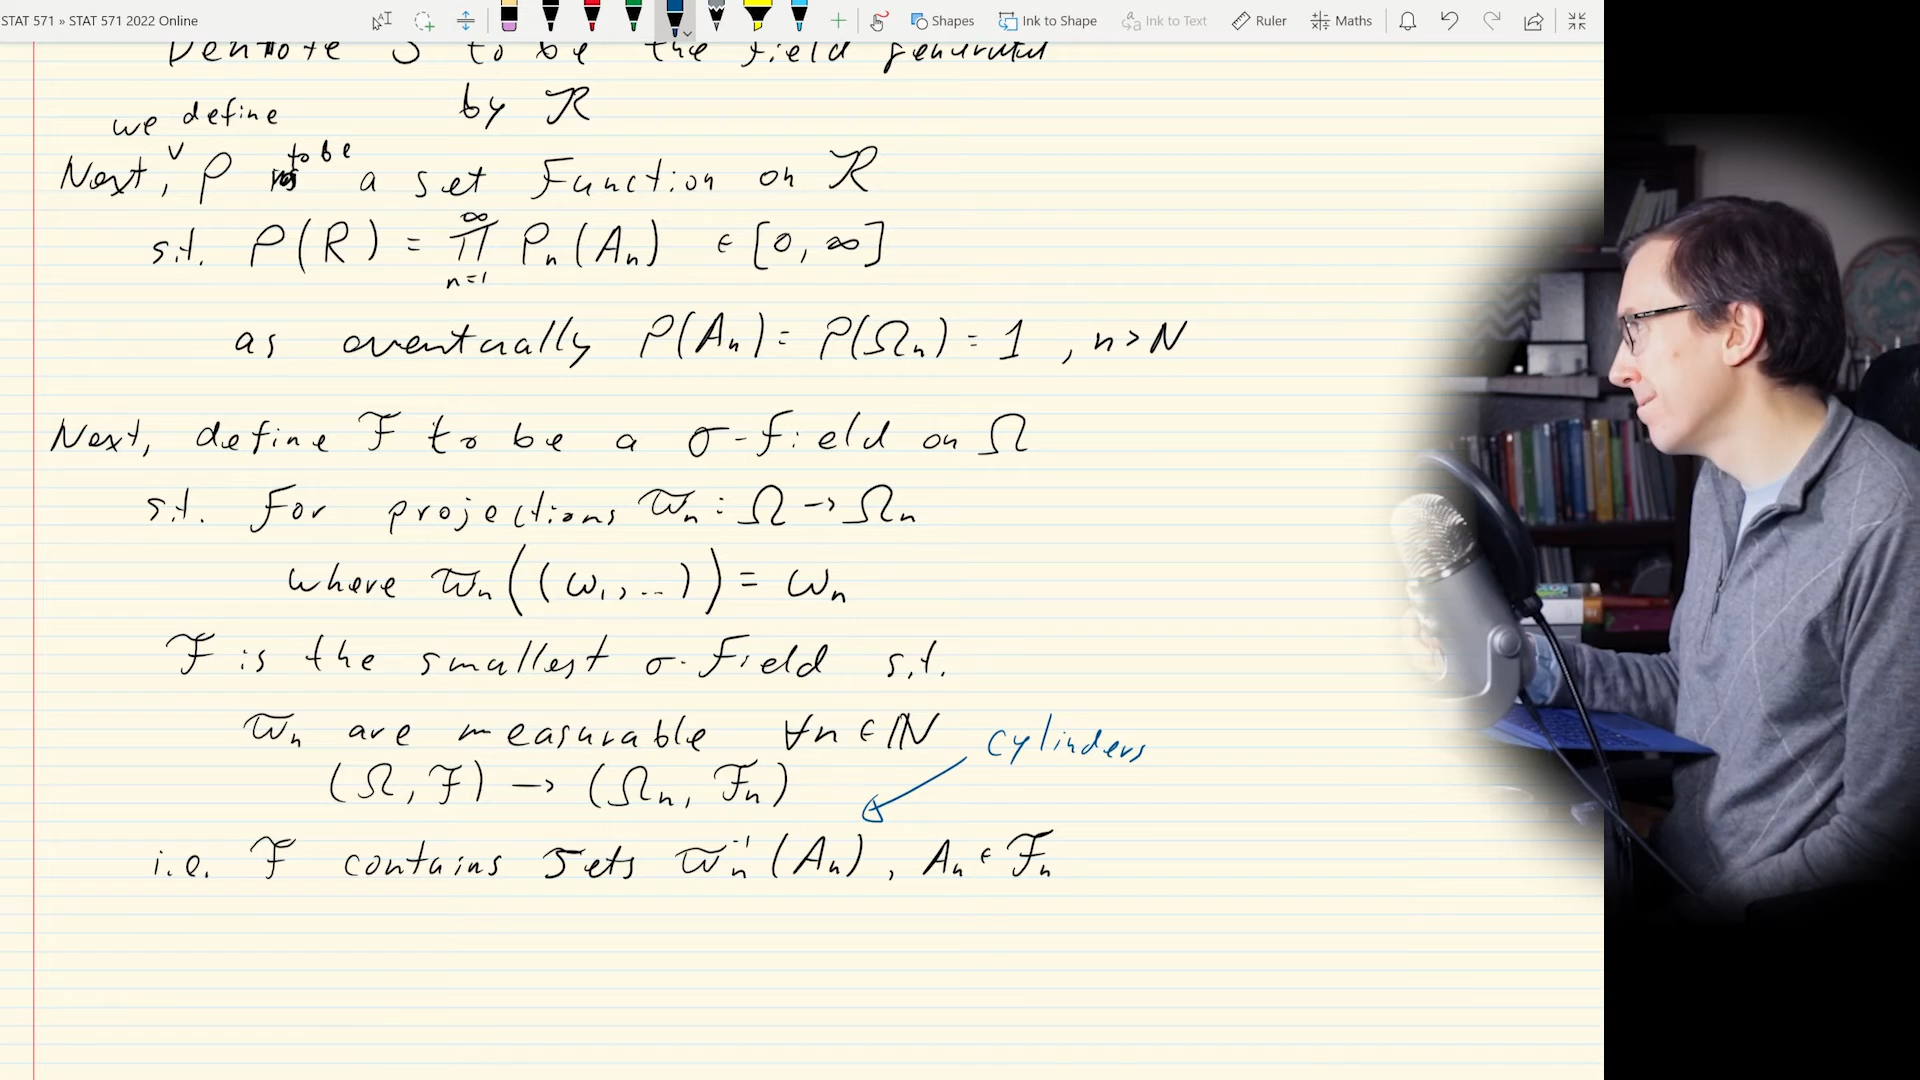 STAT 571 » STAT 571 2022 Online
Shapes Ink to Shape Ink to Text Ruler Maths
Denote to be the field generated
by R
we define
Next, P to be a set function on R
s.t. P(R) = ∏_{n=1}^{∞} P_n(A_n) ∈ [0, ∞]
as eventually P(A_n) = P(Ω_n) = 1 , n > N
Next, define F to be a σ-field on Ω
s.t. for projections π_n : Ω → Ω_n
where π_n((ω_1, ...)) = ω_n
F is the smallest σ-field s.t.
π_n are measurable ∀n ∈ ℕ
cylinders
(Ω, F) → (Ω_n, F_n)
i.e. F contains sets π_n^{-1}(A_n), A_n ∈ F_n